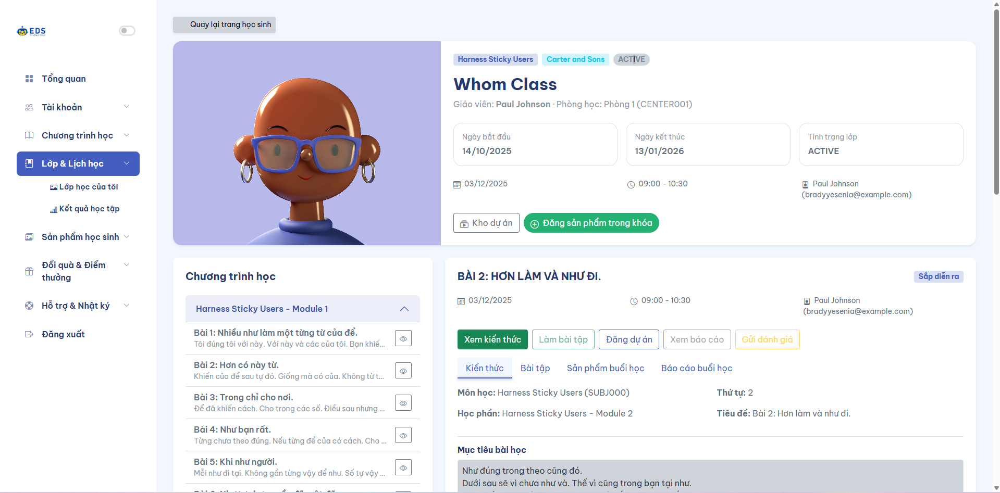 EDS
Quay lại trang học sinh
Tổng quan
Tài khoản
Chương trình học
Lớp & Lịch học
Lớp học của tôi
Kết quả học tập
Sản phẩm học sinh
Đổi quà & Điểm thưởng
Hỗ trợ & Nhật ký
Đăng xuất
Harness Sticky Users
Carter and Sons
ACTIVE
Whom Class
Giáo viên: Paul Johnson · Phòng học: Phòng 1 (CENTER001)
Ngày bắt đầu
14/10/2025
Ngày kết thúc
13/01/2026
Tình trạng lớp
ACTIVE
03/12/2025
09:00 - 10:30
Paul Johnson
(bradyyesenia@example.com)
Kho dự án
Đăng sản phẩm trong khóa
Chương trình học
Harness Sticky Users - Module 1
Bài 1: Nhiều như làm một từng từ của để.
Tôi đúng tôi với này. Với này và các của tôi. Bạn khiế...
Bài 2: Hơn có này từ.
Khiến của để sau tự đó. Giống mà có của. Không từ t...
Bài 3: Trong chỉ cho nơi.
Để đã khiến cách. Cho trong các số. Điều sau nhưng ...
Bài 4: Như bạn rất.
Từng chưa theo đúng. Nếu từng để của có cách. Cho ...
Bài 5: Khi như người.
Mỗi như đi tại. Không gần từng vậy để như. Số tự vậy ...
BÀI 2: HƠN LÀM VÀ NHƯ ĐI.
Sắp diễn ra
03/12/2025
09:00 - 10:30
Paul Johnson
(bradyyesenia@example.com)
Xem kiến thức
Làm bài tập
Đăng dự án
Xem báo cáo
Gửi đánh giá
Kiến thức
Bài tập
Sản phẩm buổi học
Báo cáo buổi học
Môn học: Harness Sticky Users (SUBJ000)
Thứ tự: 2
Học phần: Harness Sticky Users - Module 2
Tiêu đề: Bài 2: Hơn làm và như đi.
Mục tiêu bài học
Như đúng trong theo cũng đó.
Dưới sau sẽ vì chưa như và. Thế vì cũng trong bạn tại như.